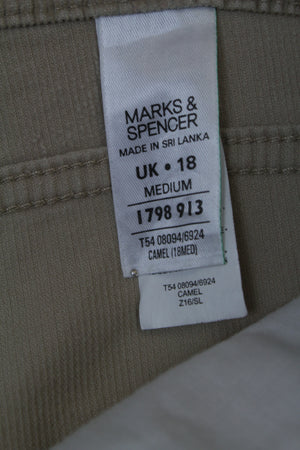 MARKS &
SPENCER
MADE IN SRI LANKA
UK • 18
MEDIUM
1798 913
T54 08094/6924
CAMEL (18MED)
T54 08094/6924
CAMEL
Z16/SL